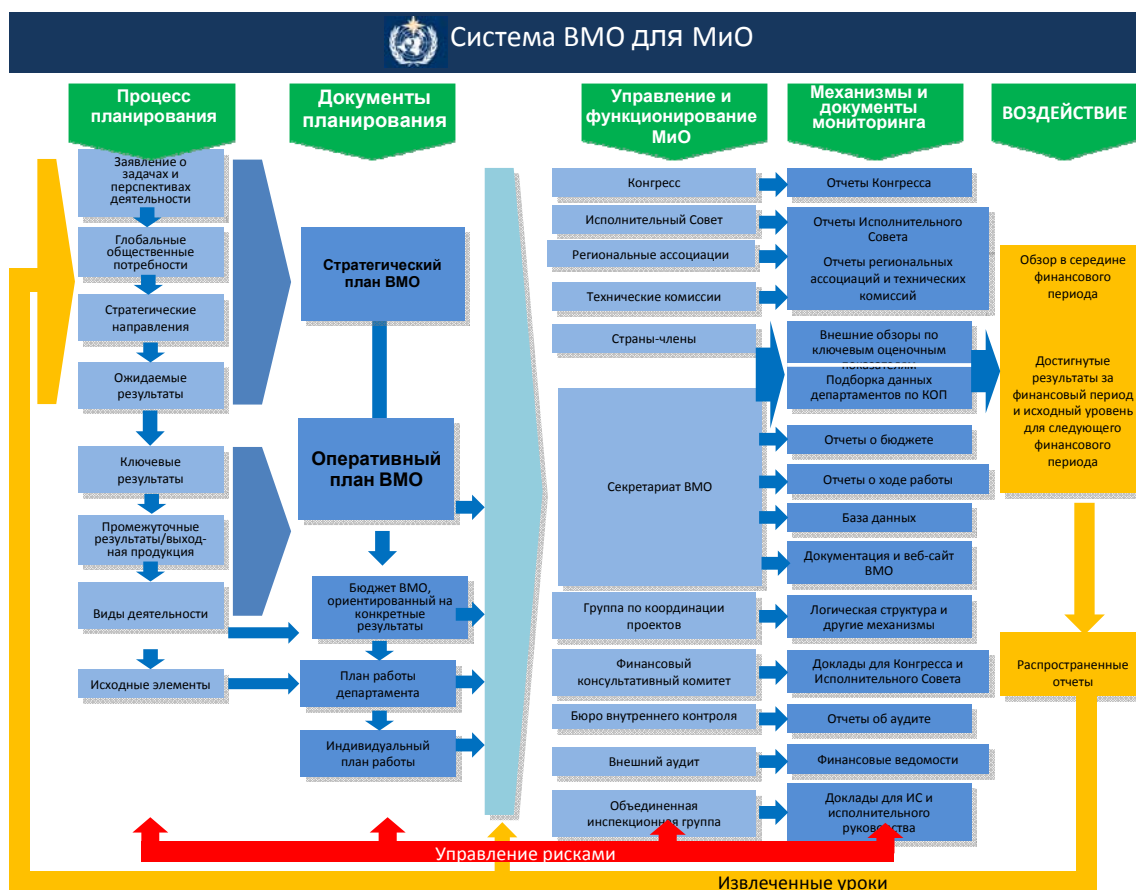 Система ВМО для МиО
Процесс
планирования
Документы
планирования
Управление и
функционирование
МиО
Механизмы и
документы
мониторинга
ВОЗДЕЙСТВИЕ
Заявление о
задачах и
перспективах
деятельности
Глобальные
общественные
потребности
Стратегические
направления
Ожидаемые
результаты
Ключевые
результаты
Промежуточные
результаты/выход-
ная продукция
Виды деятельности
Исходные элементы
Стратегический
план ВМО
Оперативный
план ВМО
Бюджет ВМО,
ориентированный на
конкретные
результаты
План работы
департамента
Индивидуальный
план работы
Конгресс
Исполнительный Совет
Региональные ассоциации
Технические комиссии
Страны-члены
Секретариат ВМО
Группа по координации
проектов
Финансовый
консультативный комитет
Бюро внутреннего контроля
Внешний аудит
Объединенная
инспекционная группа
Отчеты Конгресса
Отчеты Исполнительного
Совета
Отчеты региональных
ассоциаций и технических
комиссий
Внешние обзоры по
ключевым оценочным
показателям
Подборка данных
департаментов по КОП
Отчеты о бюджете
Отчеты о ходе работы
База данных
Документация и веб-сайт
ВМО
Логическая структура и
другие механизмы
Доклады для Конгресса и
Исполнительного Совета
Отчеты об аудите
Финансовые ведомости
Доклады для ИС и
исполнительного
руководства
Обзор в середине
финансового
периода
Достигнутые
результаты за
финансовый период
и исходный уровень
для следующего
финансового
периода
Распространенные
отчеты
Управление рисками
Извлеченные уроки